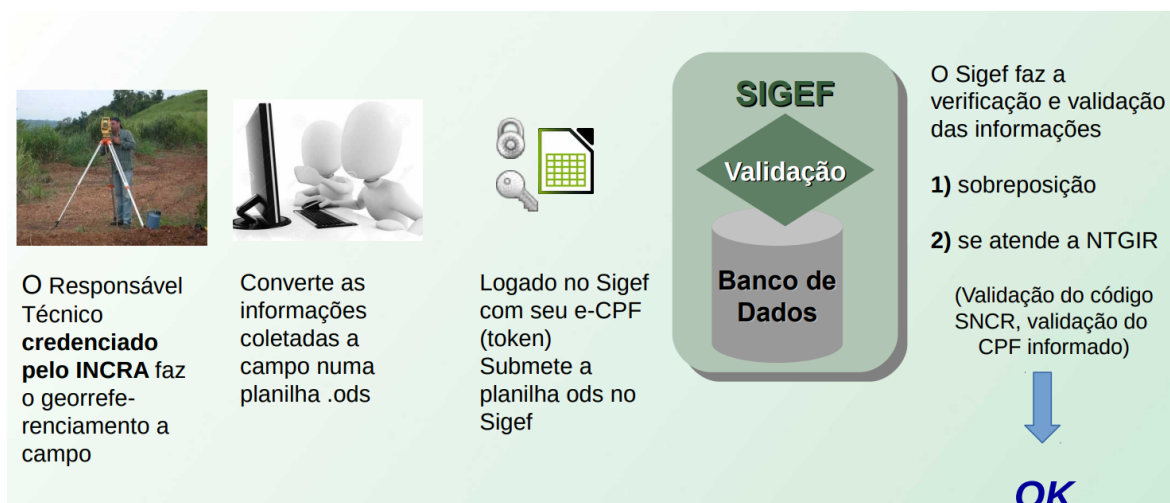 O Responsável
Técnico
credenciado
pelo INCRA faz
o georrefe-
renciamento a
campo
Converte as
informações
coletadas a
campo numa
planilha .ods
Logado no Sigef
com seu e-CPF
(token)
Submete a
planilha ods no
Sigef
SIGEF
Validação
Banco de
Dados
O Sigef faz a
verificação e validação
das informações
1) sobreposição
2) se atende a NTGIR
(Validação do código
SNCR, validação do
CPF informado)
OK